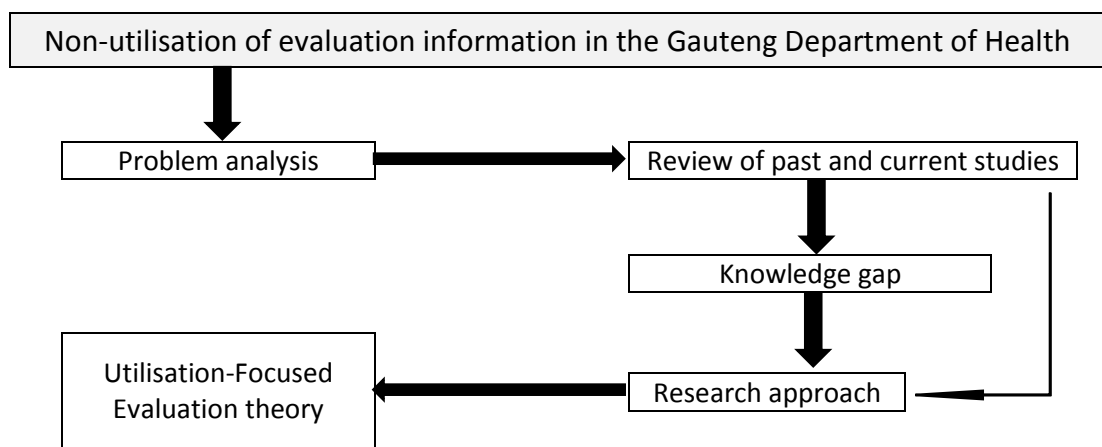 Non-utilisation of evaluation information in the Gauteng Department of Health
Problem analysis
Review of past and current studies
Knowledge gap
Utilisation-Focused
Evaluation theory
Research approach